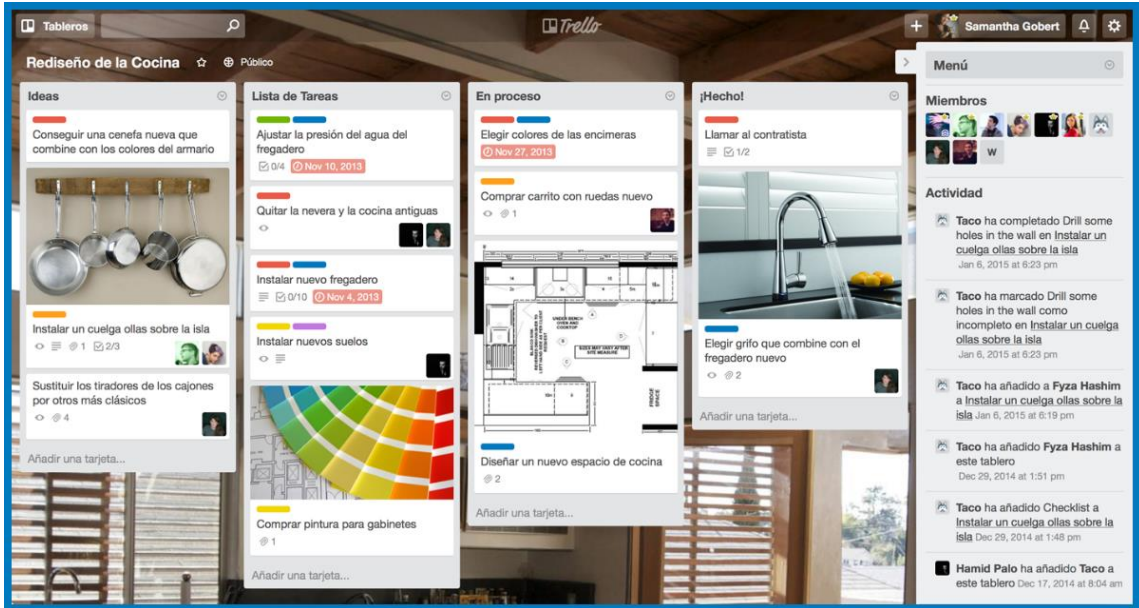 Tableros
Trello
Samantha Gobert
Rediseño de la Cocina
Público
Ideas
Conseguir una cenefa nueva que
combine con los colores del armario
Instalar un cuelga ollas sobre la isla
1
2/3
Sustituir los tiradores de los cajones
por otros más clásicos
4
Añadir una tarjeta...
Lista de Tareas
Ajustar la presión del agua del
fregadero
0/4
Nov 10, 2013
Quitar la nevera y la cocina antiguas
Instalar nuevo fregadero
0/10
Nov 4, 2013
Instalar nuevos suelos
Comprar pintura para gabinetes
1
Añadir una tarjeta...
En proceso
Elegir colores de las encimeras
Nov 27, 2013
Comprar carrito con ruedas nuevo
1
UNDER BENCH
OVEN AND
COOKTOP
SIZES MAY VARY AFTER
SITE MEASURE
FRIDGE
SPACE
Diseñar un nuevo espacio de cocina
2
Añadir una tarjeta...
¡Hecho!
Llamar al contratista
1/2
Elegir grifo que combine con el
fregadero nuevo
2
Añadir una tarjeta...
Menú
Miembros
W
Actividad
Taco ha completado Drill some
holes in the wall en Instalar un
cuelga ollas sobre la isla
Jan 6, 2015 at 6:23 pm
Taco ha marcado Drill some
holes in the wall como
incompleto en Instalar un cuelga
ollas sobre la isla
Jan 6, 2015 at 6:23 pm
Taco ha añadido a Fyza Hashim
a Instalar un cuelga ollas sobre la
isla Jan 6, 2015 at 6:19 pm
Taco ha añadido Fyza Hashim a
este tablero
Dec 29, 2014 at 1:51 pm
Taco ha añadido Checklist a
Instalar un cuelga ollas sobre la
isla Dec 29, 2014 at 1:48 pm
Hamid Palo ha añadido Taco a
este tablero Dec 17, 2014 at 8:04 am